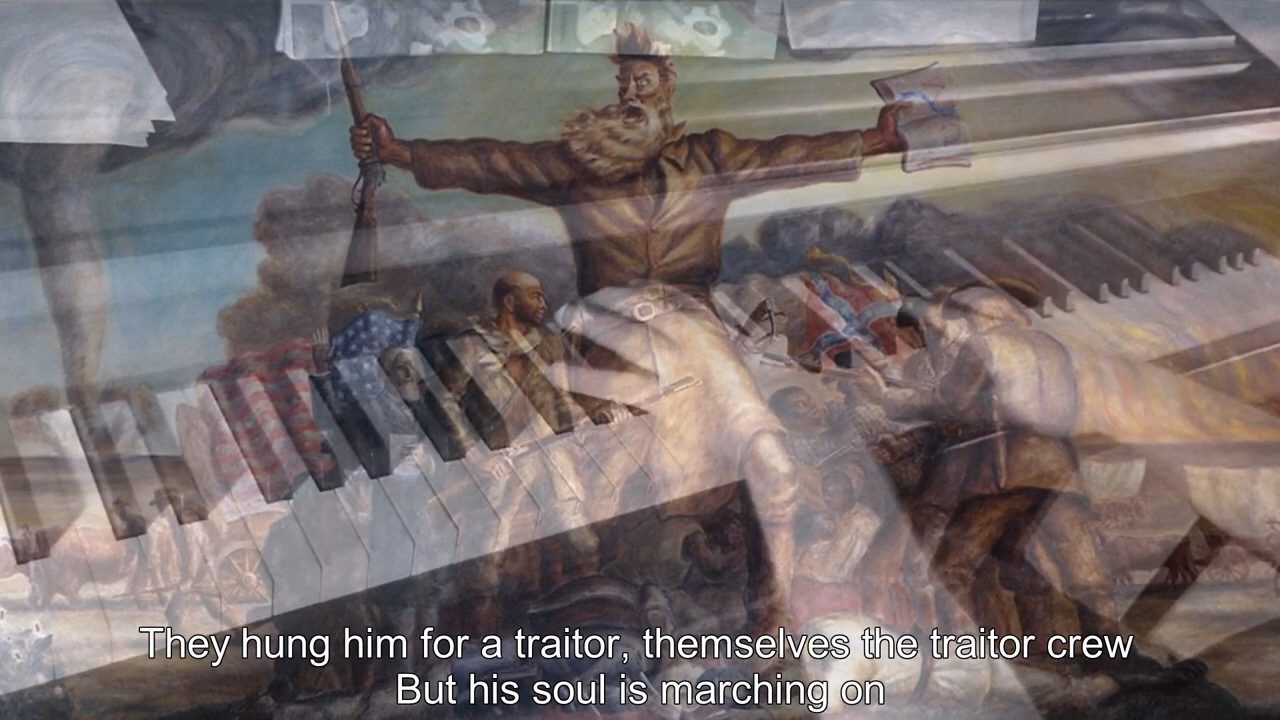 They hung him for a traitor, themselves the traitor crew
But his soul is marching on